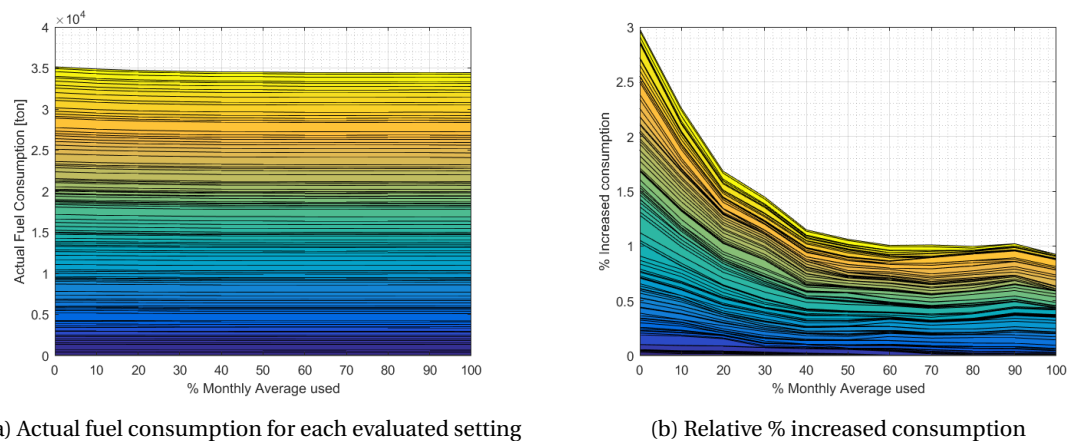 ×10⁴
4
3.5
3
2.5
2
1.5
1
0.5
0
0 10 20 30 40 50 60 70 80 90 100
Actual Fuel Consumption [ton]
% Monthly Average used
3
2.5
2
1.5
1
0.5
0
0 10 20 30 40 50 60 70 80 90 100
% Increased consumption
% Monthly Average used
a) Actual fuel consumption for each evaluated setting
(b) Relative % increased consumption